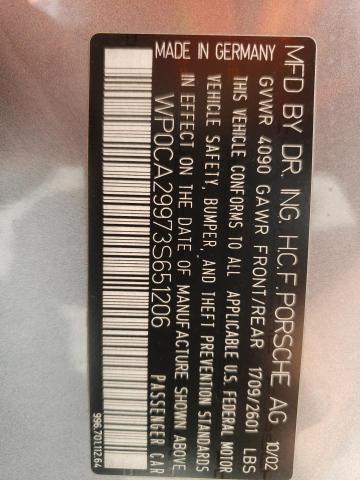 MFD BY DR. ING. H.C.F. PORSCHE AG 10/02
GVWR 4090 GAWR FRONT/REAR 1709/2601 LBS
THIS VEHICLE CONFORMS TO ALL APPLICABLE U.S. FEDERAL MOTOR
VEHICLE SAFETY, BUMPER, AND THEFT PREVENTION STANDARDS
IN EFFECT ON THE DATE OF MANUFACTURE SHOWN ABOVE.
MADE IN GERMANY
WP0CA29973S651206
PASSENGER CAR
996.701.112.64